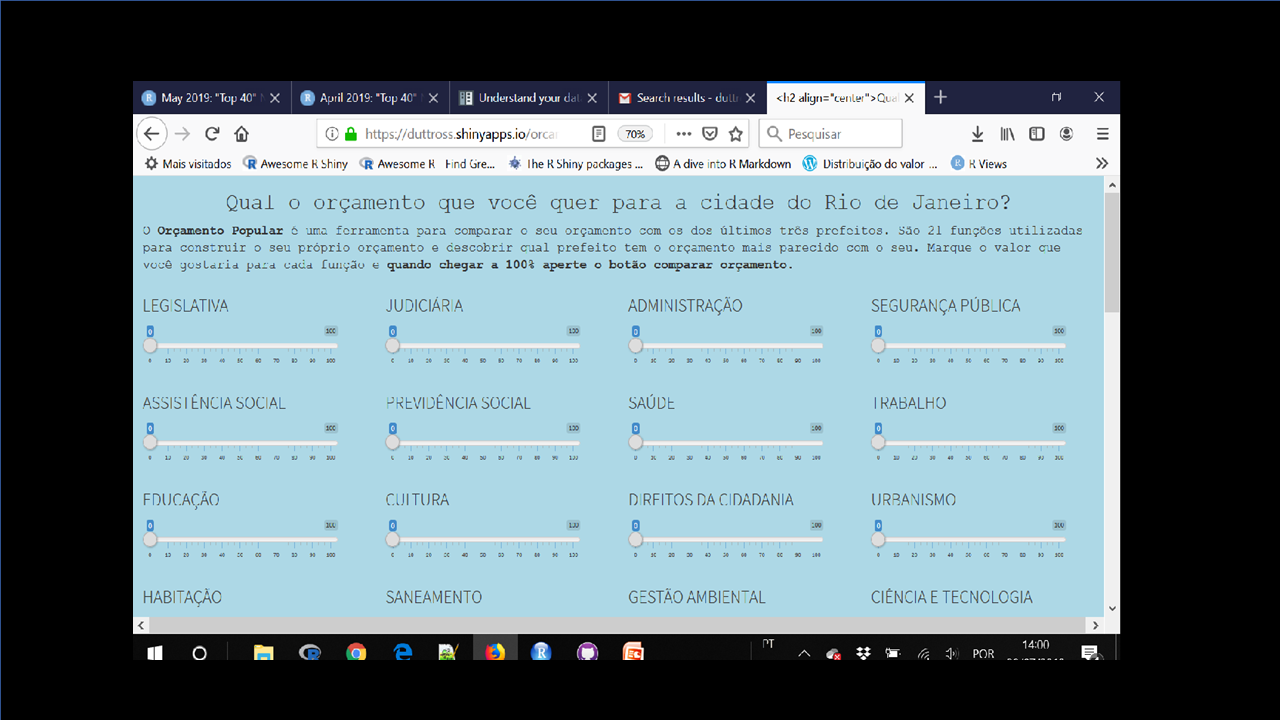 May 2019: "Top 40"
April 2019: "Top 40"
Understand your dat
Search results - duttr
<h2 align="center">Qual
https://duttross.shinyapps.io/orçar
70%
Pesquisar
Mais visitados
Awesome R Shiny
Awesome R
Find Gre...
The R Shiny packages ...
A dive into R Markdown
Distribuição do valor ...
R Views
Qual o orçamento que você quer para a cidade do Rio de Janeiro?
O Orçamento Popular é uma ferramenta para comparar o seu orçamento com os dos últimos três prefeitos. São 21 funções utilizadas
para construir o seu próprio orçamento e descobrir qual prefeito tem o orçamento mais parecido com o seu. Marque o valor que
você gostaria para cada função e quando chegar a 100% aperte o botão comparar orçamento.
LEGISLATIVA JUDICIÁRIA ADMINISTRAÇÃO SEGURANÇA PÚBLICA
0 100 0 100 0 100 0 100
0 10 20 30 40 50 60 70 80 90 100 0 10 20 30 40 50 60 70 80 90 100 0 10 20 30 40 50 60 70 80 90 100 0 10 20 30 40 50 60 70 80 90 100
ASSISTÊNCIA SOCIAL PREVIDÊNCIA SOCIAL SAÚDE TRABALHO
0 100 0 100 0 100 0 100
0 10 20 30 40 50 60 70 80 90 100 0 10 20 30 40 50 60 70 80 90 100 0 10 20 30 40 50 60 70 80 90 100 0 10 20 30 40 50 60 70 80 90 100
EDUCAÇÃO CULTURA DIREITOS DA CIDADANIA URBANISMO
0 100 0 100 0 100 0 100
0 10 20 30 40 50 60 70 80 90 100 0 10 20 30 40 50 60 70 80 90 100 0 10 20 30 40 50 60 70 80 90 100 0 10 20 30 40 50 60 70 80 90 100
HABITAÇÃO SANEAMENTO GESTÃO AMBIENTAL CIÊNCIA E TECNOLOGIA
PT
POR
14:00